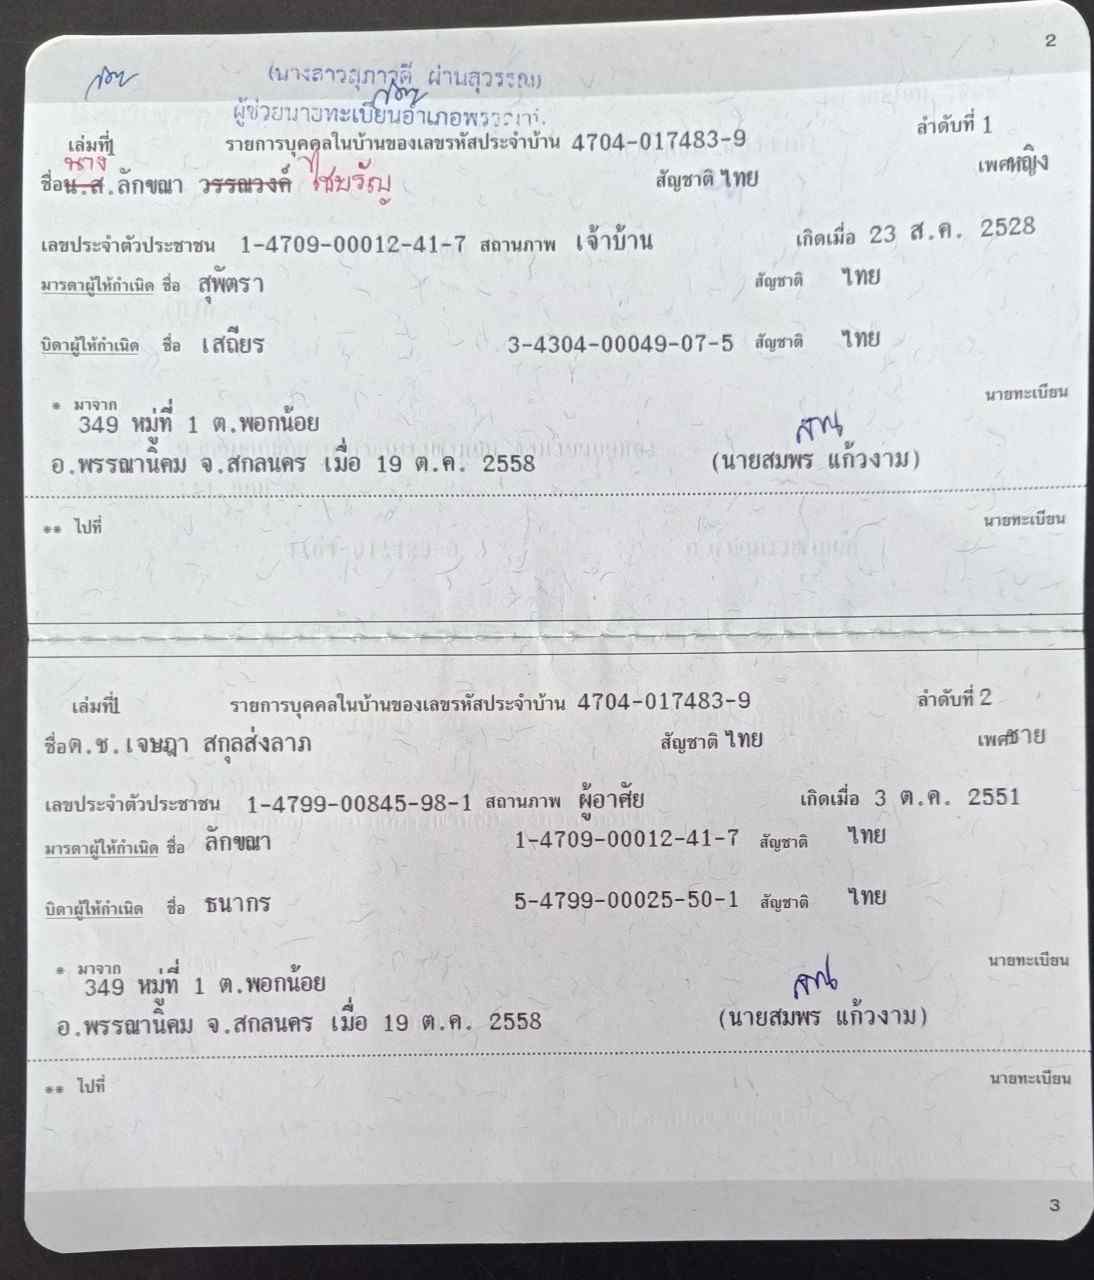 2
(นางสาวสุภาวดี ผ่านสุวรรณ)
ผู้ช่วยนายทะเบียนอำเภอพรรณานิ
เล่มที่1 รายการบุคคลในบ้านของเลขรหัสประจำบ้าน 4704-017483-9 ลำดับที่ 1
นาง
ชื่อน.ส.ลักขณา วรรณวงค์ ไชบรัญ สัญชาติ ไทย เพศหญิง
เลขประจำตัวประชาชน 1-4709-00012-41-7 สถานภาพ เจ้าบ้าน เกิดเมื่อ 23 ส.ค. 2528
มารดาผู้ให้กำเนิด ชื่อ สุพัตรา สัญชาติ ไทย
บิดาผู้ให้กำเนิด ชื่อ เสถียร 3-4304-00049-07-5 สัญชาติ ไทย
* มาจาก นายทะเบียน
349 หมู่ที่ 1 ต.พอกน้อย
อ.พรรณานิคม จ.สกลนคร เมื่อ 19 ต.ค. 2558 (นายสมพร แก้วงาม)
** ไปที่ นายทะเบียน
เล่มที่1 รายการบุคคลในบ้านของเลขรหัสประจำบ้าน 4704-017483-9 ลำดับที่ 2
ชื่อด.ช.เจษฎา สกุลส่งลาภ สัญชาติ ไทย เพศชาย
เลขประจำตัวประชาชน 1-4799-00845-98-1 สถานภาพ ผู้อาศัย เกิดเมื่อ 3 ต.ค. 2551
มารดาผู้ให้กำเนิด ชื่อ ลักขณา 1-4709-00012-41-7 สัญชาติ ไทย
บิดาผู้ให้กำเนิด ชื่อ ธนากร 5-4799-00025-50-1 สัญชาติ ไทย
* มาจาก นายทะเบียน
349 หมู่ที่ 1 ต.พอกน้อย
อ.พรรณานิคม จ.สกลนคร เมื่อ 19 ต.ค. 2558 (นายสมพร แก้วงาม)
** ไปที่ นายทะเบียน
3